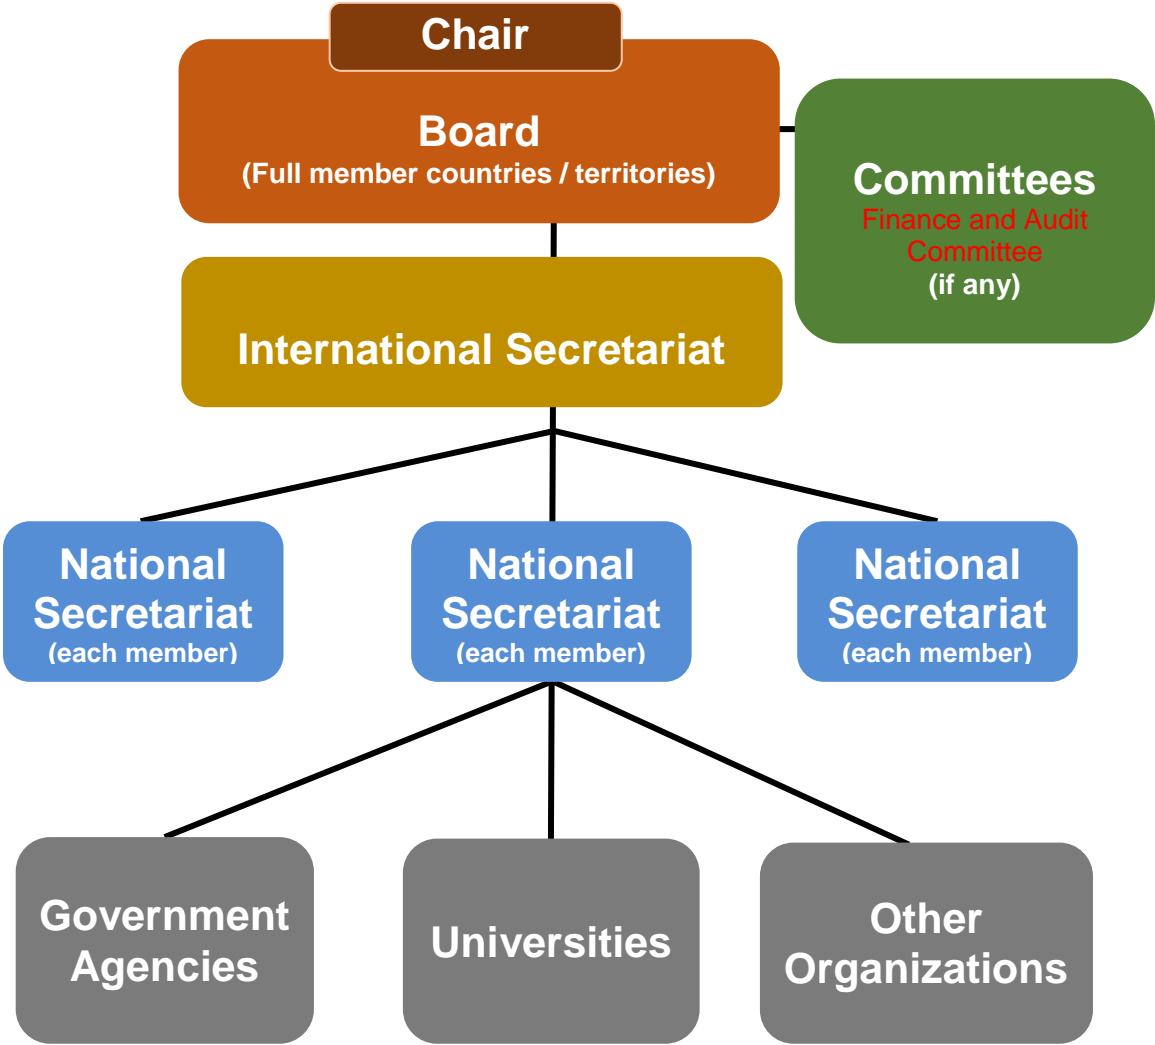 Chair
Board
(Full member countries / territories)
Committees
Finance and Audit
Committee
(if any)
International Secretariat
National
Secretariat
(each member)
National
Secretariat
(each member)
National
Secretariat
(each member)
Government
Agencies
Universities
Other
Organizations